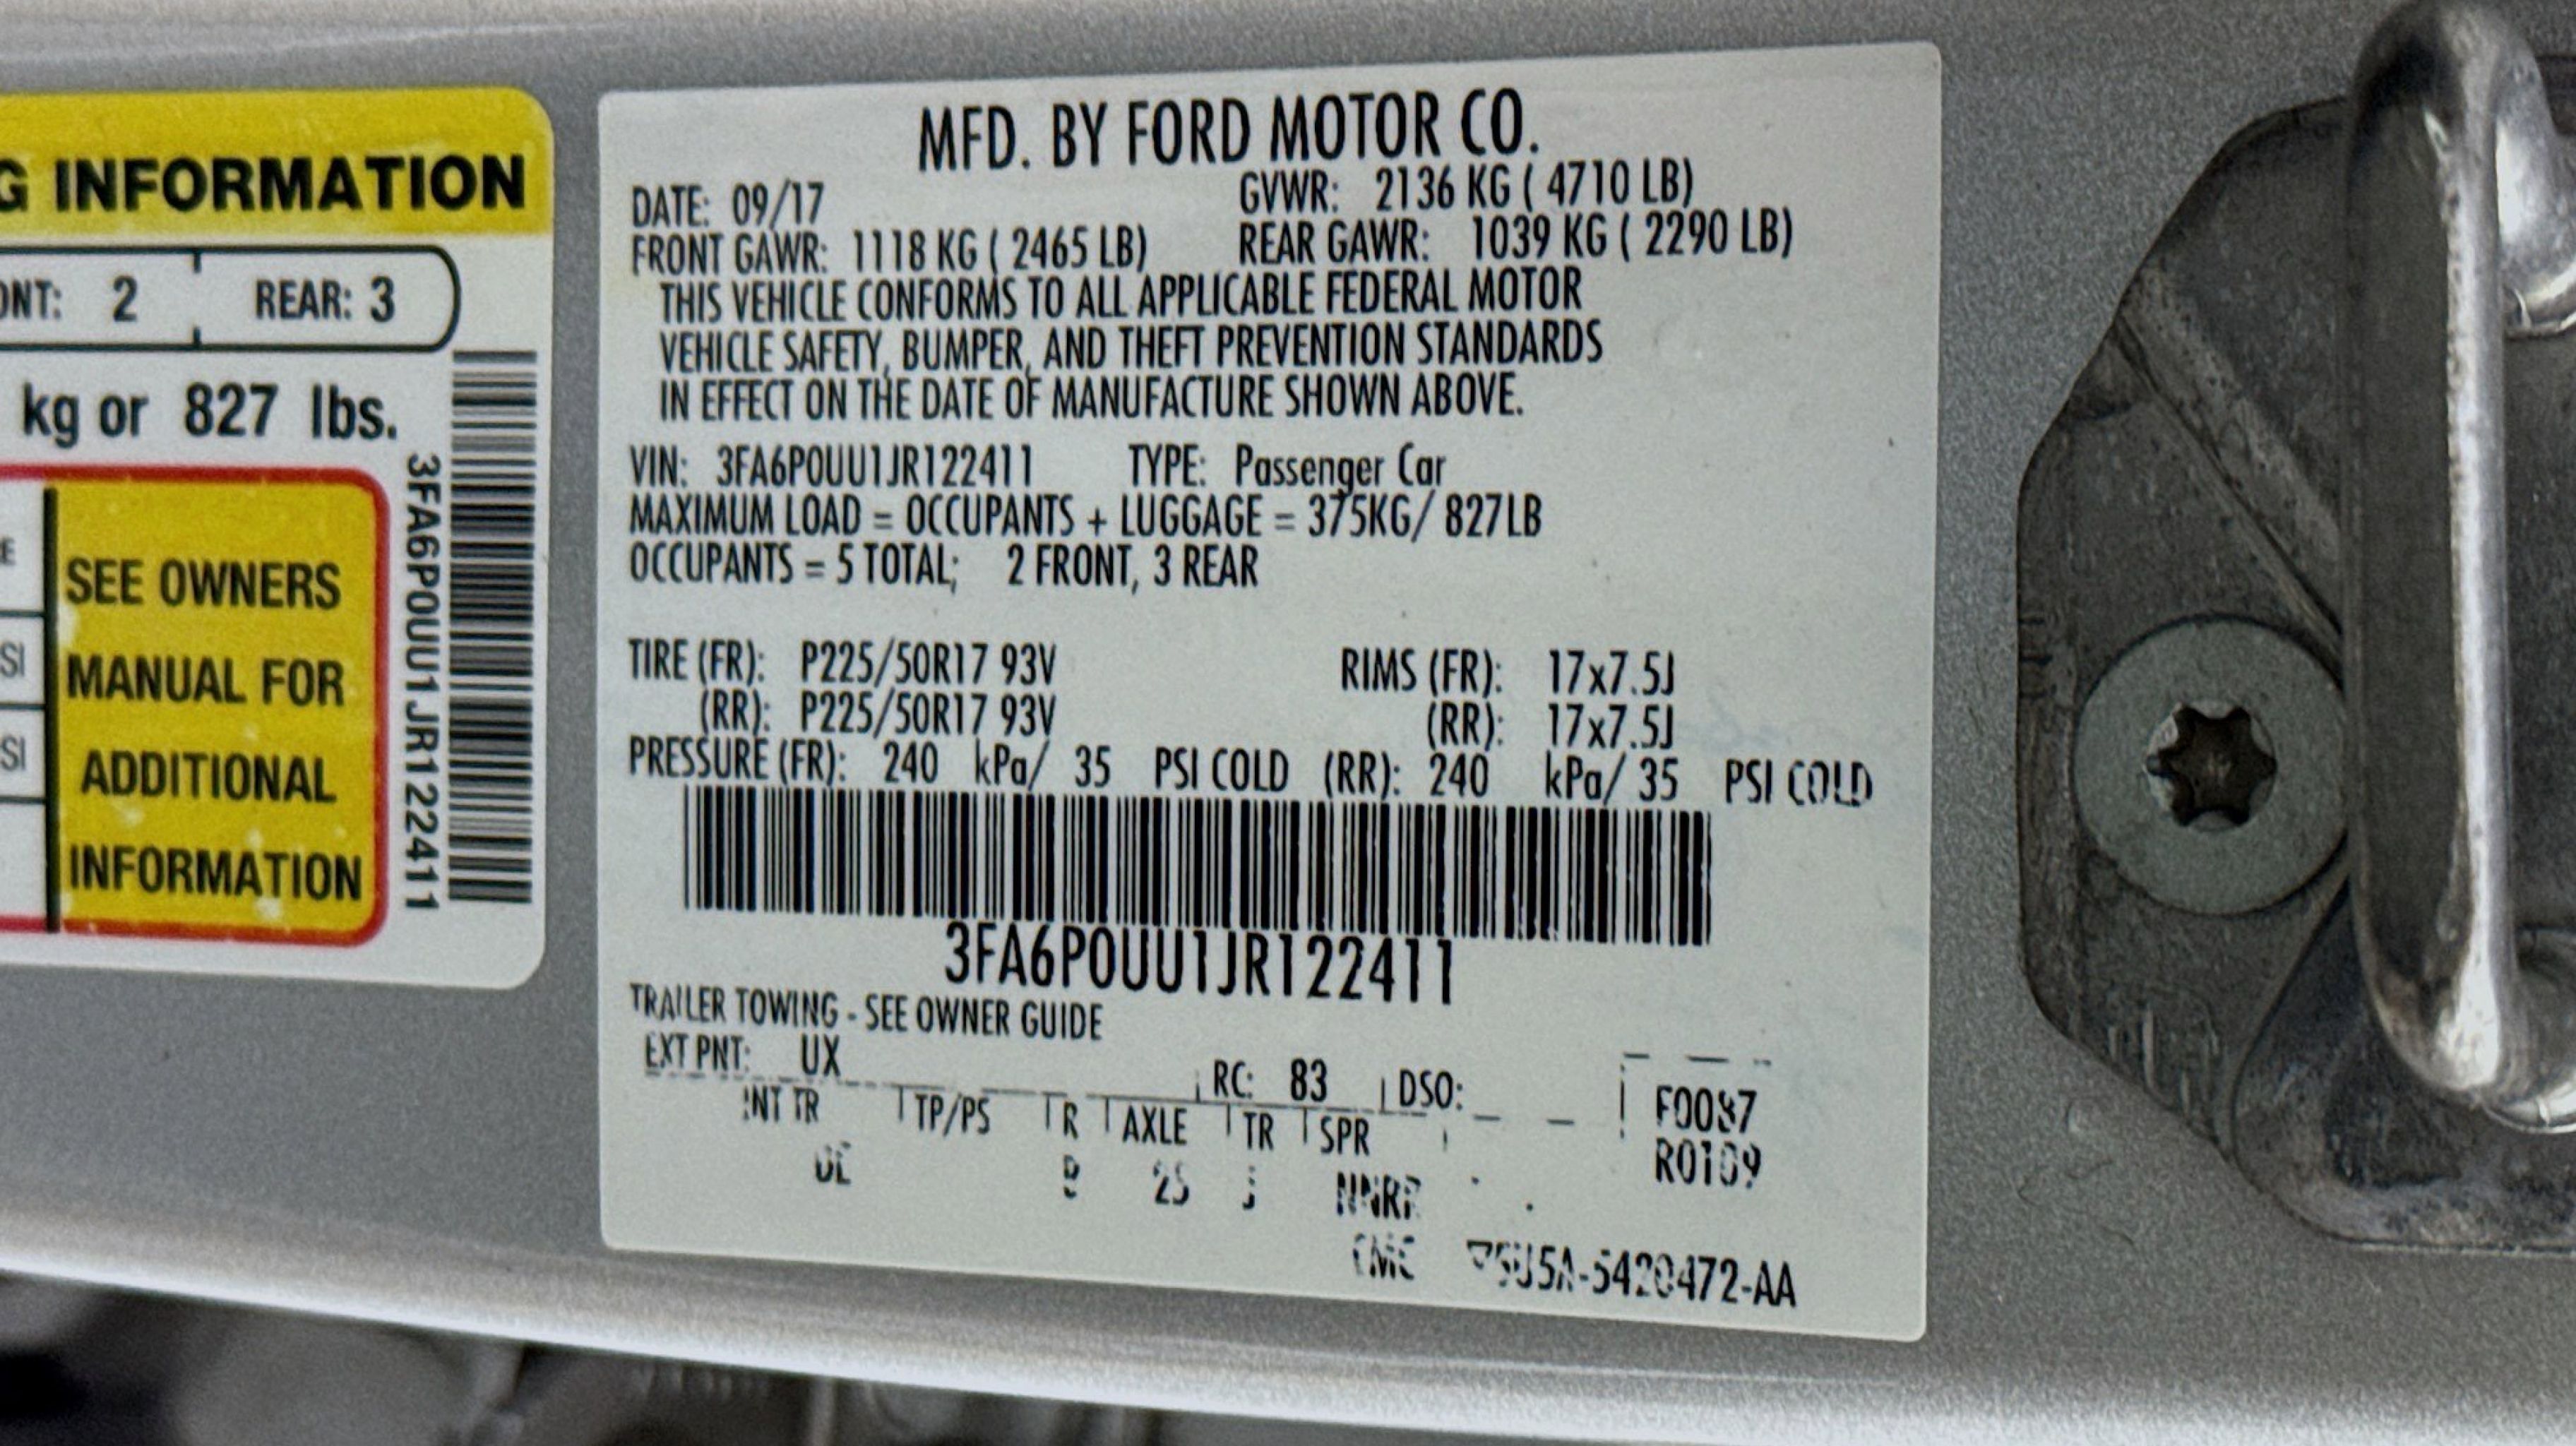 G INFORMATION
ONT: 2 REAR: 3
kg or 827 lbs.
SEE OWNERS
MANUAL FOR
ADDITIONAL
INFORMATION
SI
SI
3FA6P0UU1JR122411
MFD. BY FORD MOTOR CO.
DATE: 09/17 GVWR: 2136 KG ( 4710 LB)
FRONT GAWR: 1118 KG ( 2465 LB) REAR GAWR: 1039 KG ( 2290 LB)
THIS VEHICLE CONFORMS TO ALL APPLICABLE FEDERAL MOTOR
VEHICLE SAFETY, BUMPER, AND THEFT PREVENTION STANDARDS
IN EFFECT ON THE DATE OF MANUFACTURE SHOWN ABOVE.
VIN: 3FA6P0UU1JR122411 TYPE: Passenger Car
MAXIMUM LOAD = OCCUPANTS + LUGGAGE = 375KG/ 827LB
OCCUPANTS = 5 TOTAL; 2 FRONT, 3 REAR
TIRE (FR): P225/50R17 93V RIMS (FR): 17x7.5J
(RR): P225/50R17 93V (RR): 17x7.5J
PRESSURE (FR): 240 kPa/ 35 PSI COLD (RR): 240 kPa/ 35 PSI COLD
3FA6P0UU1JR122411
TRAILER TOWING - SEE OWNER GUIDE
EXT PNT: UX RC: 83 DSO:
INT TR TP/PS R AXLE TR SPR F0087
R0109
25